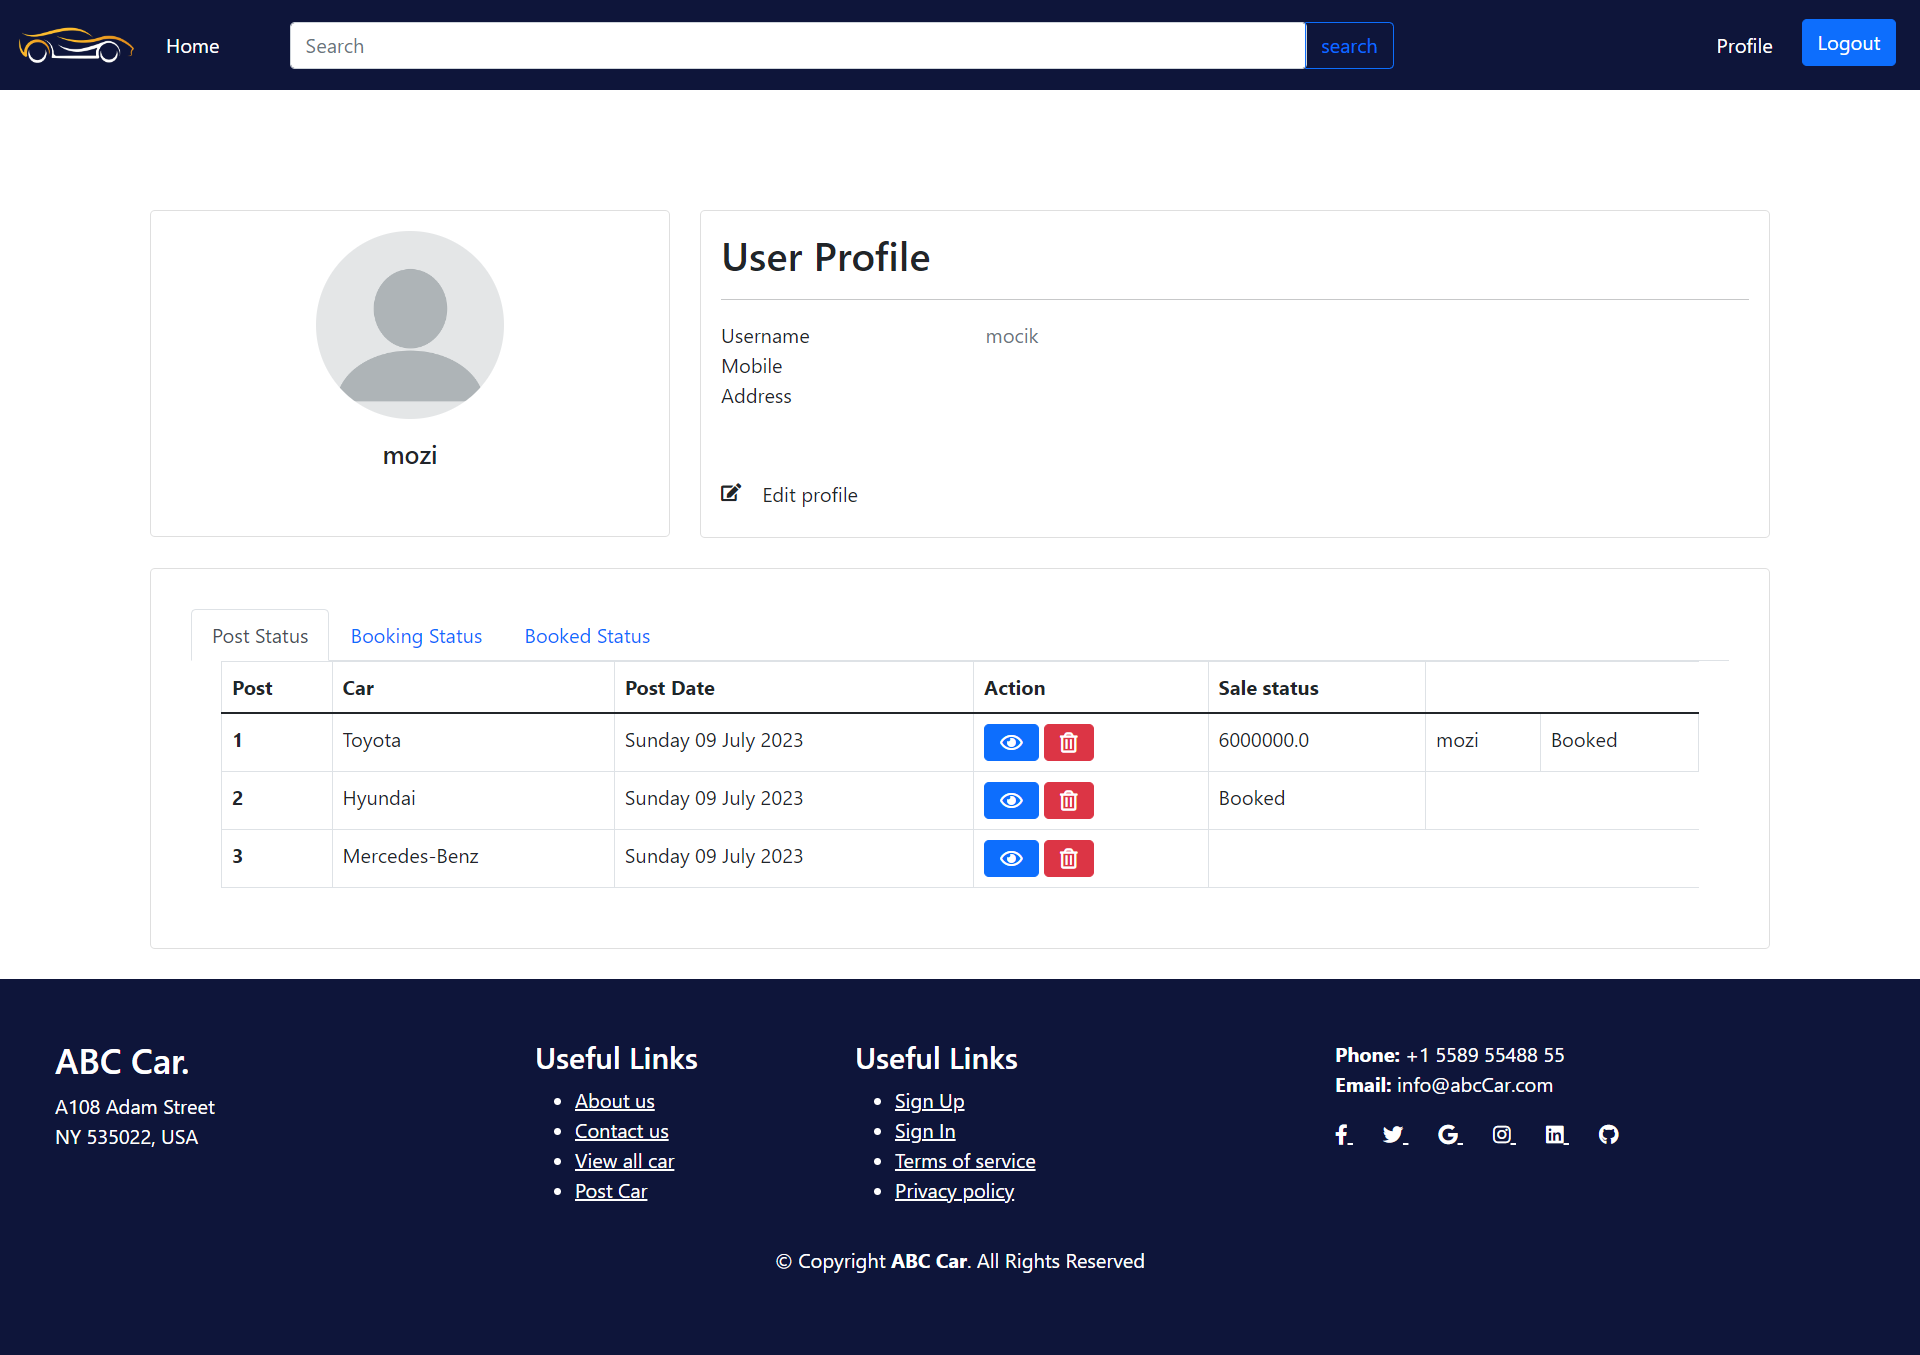 Home
Search
search
Profile
Logout
mozi
User Profile
Username mocik
Mobile
Address
Edit profile
Post Status Booking Status Booked Status
Post Car Post Date Action Sale status
1 Toyota Sunday 09 July 2023 6000000.0 mozi Booked
2 Hyundai Sunday 09 July 2023 Booked
3 Mercedes-Benz Sunday 09 July 2023
ABC Car.
A108 Adam Street
NY 535022, USA
Useful Links
About us
Contact us
View all car
Post Car
Useful Links
Sign Up
Sign In
Terms of service
Privacy policy
Phone: +1 5589 55488 55
Email: info@abcCar.com
© Copyright ABC Car. All Rights Reserved